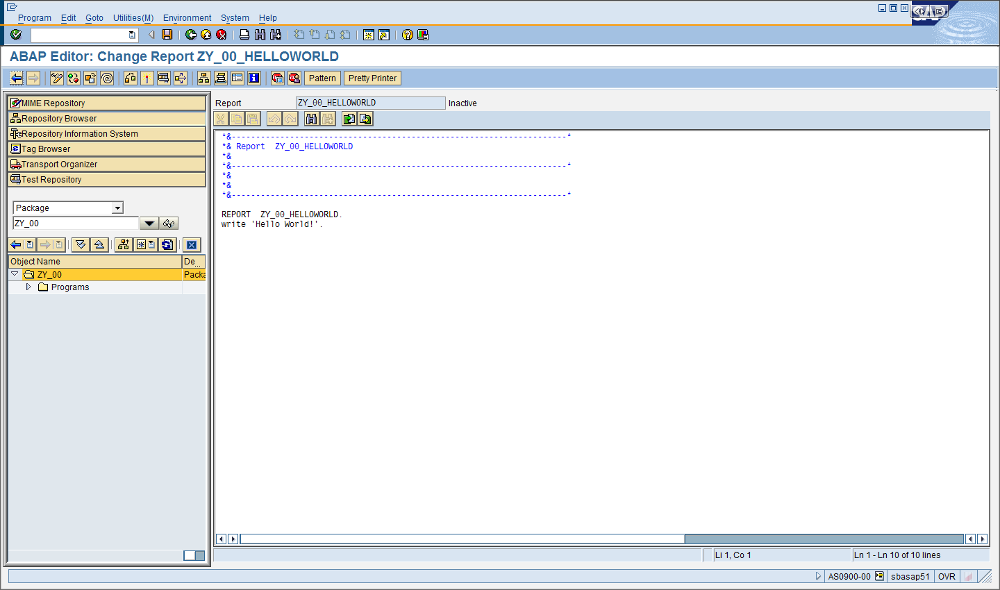 Program Edit Goto Utilities(M) Environment System Help
SAP
ABAP Editor: Change Report ZY_00_HELLOWORLD
Pattern Pretty Printer
MIME Repository
Repository Browser
Repository Information System
Tag Browser
Transport Organizer
Test Repository
Package
ZY_00
Object Name De...
ZY_00 Packa
Programs
Report ZY_00_HELLOWORLD Inactive
*&---------------------------------------------------------------------*
*& Report  ZY_00_HELLOWORLD
*&
*&---------------------------------------------------------------------*
*&
*&
*&---------------------------------------------------------------------*
REPORT  ZY_00_HELLOWORLD.
write 'Hello World!'.
Li 1, Co 1 Ln 1 - Ln 10 of 10 lines
AS0900-00 sbasap51 OVR